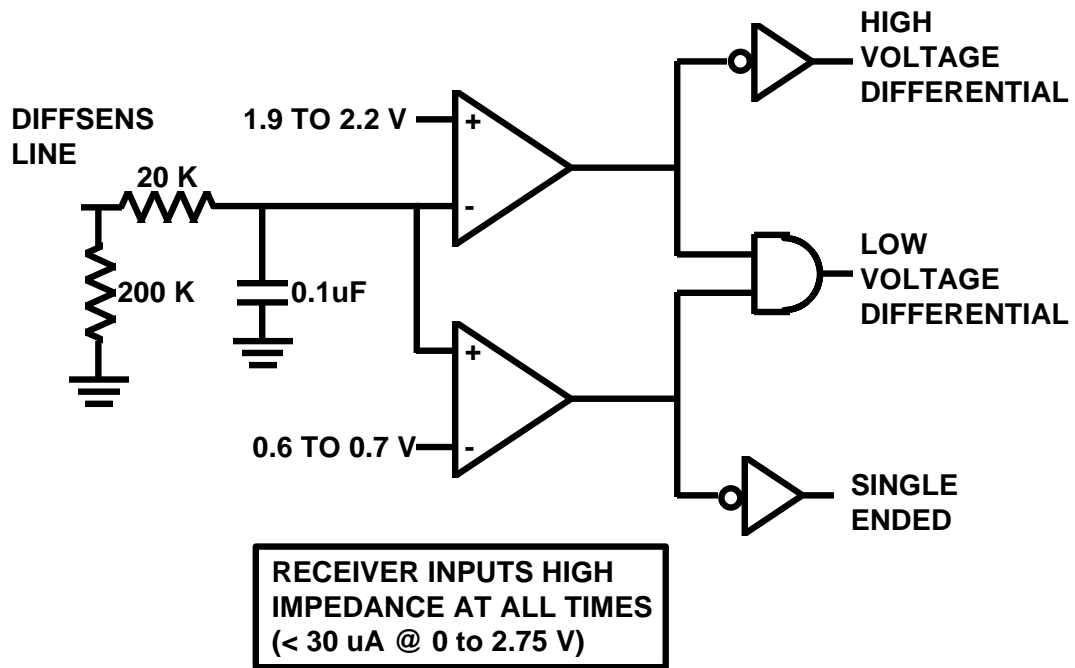 HIGH
VOLTAGE
DIFFERENTIAL
DIFFSENS
LINE
1.9 TO 2.2 V
+
-
20 K
200 K
0.1uF
LOW
VOLTAGE
DIFFERENTIAL
+
-
0.6 TO 0.7 V
SINGLE
ENDED
RECEIVER INPUTS HIGH
IMPEDANCE AT ALL TIMES
(< 30 uA @ 0 to 2.75 V)